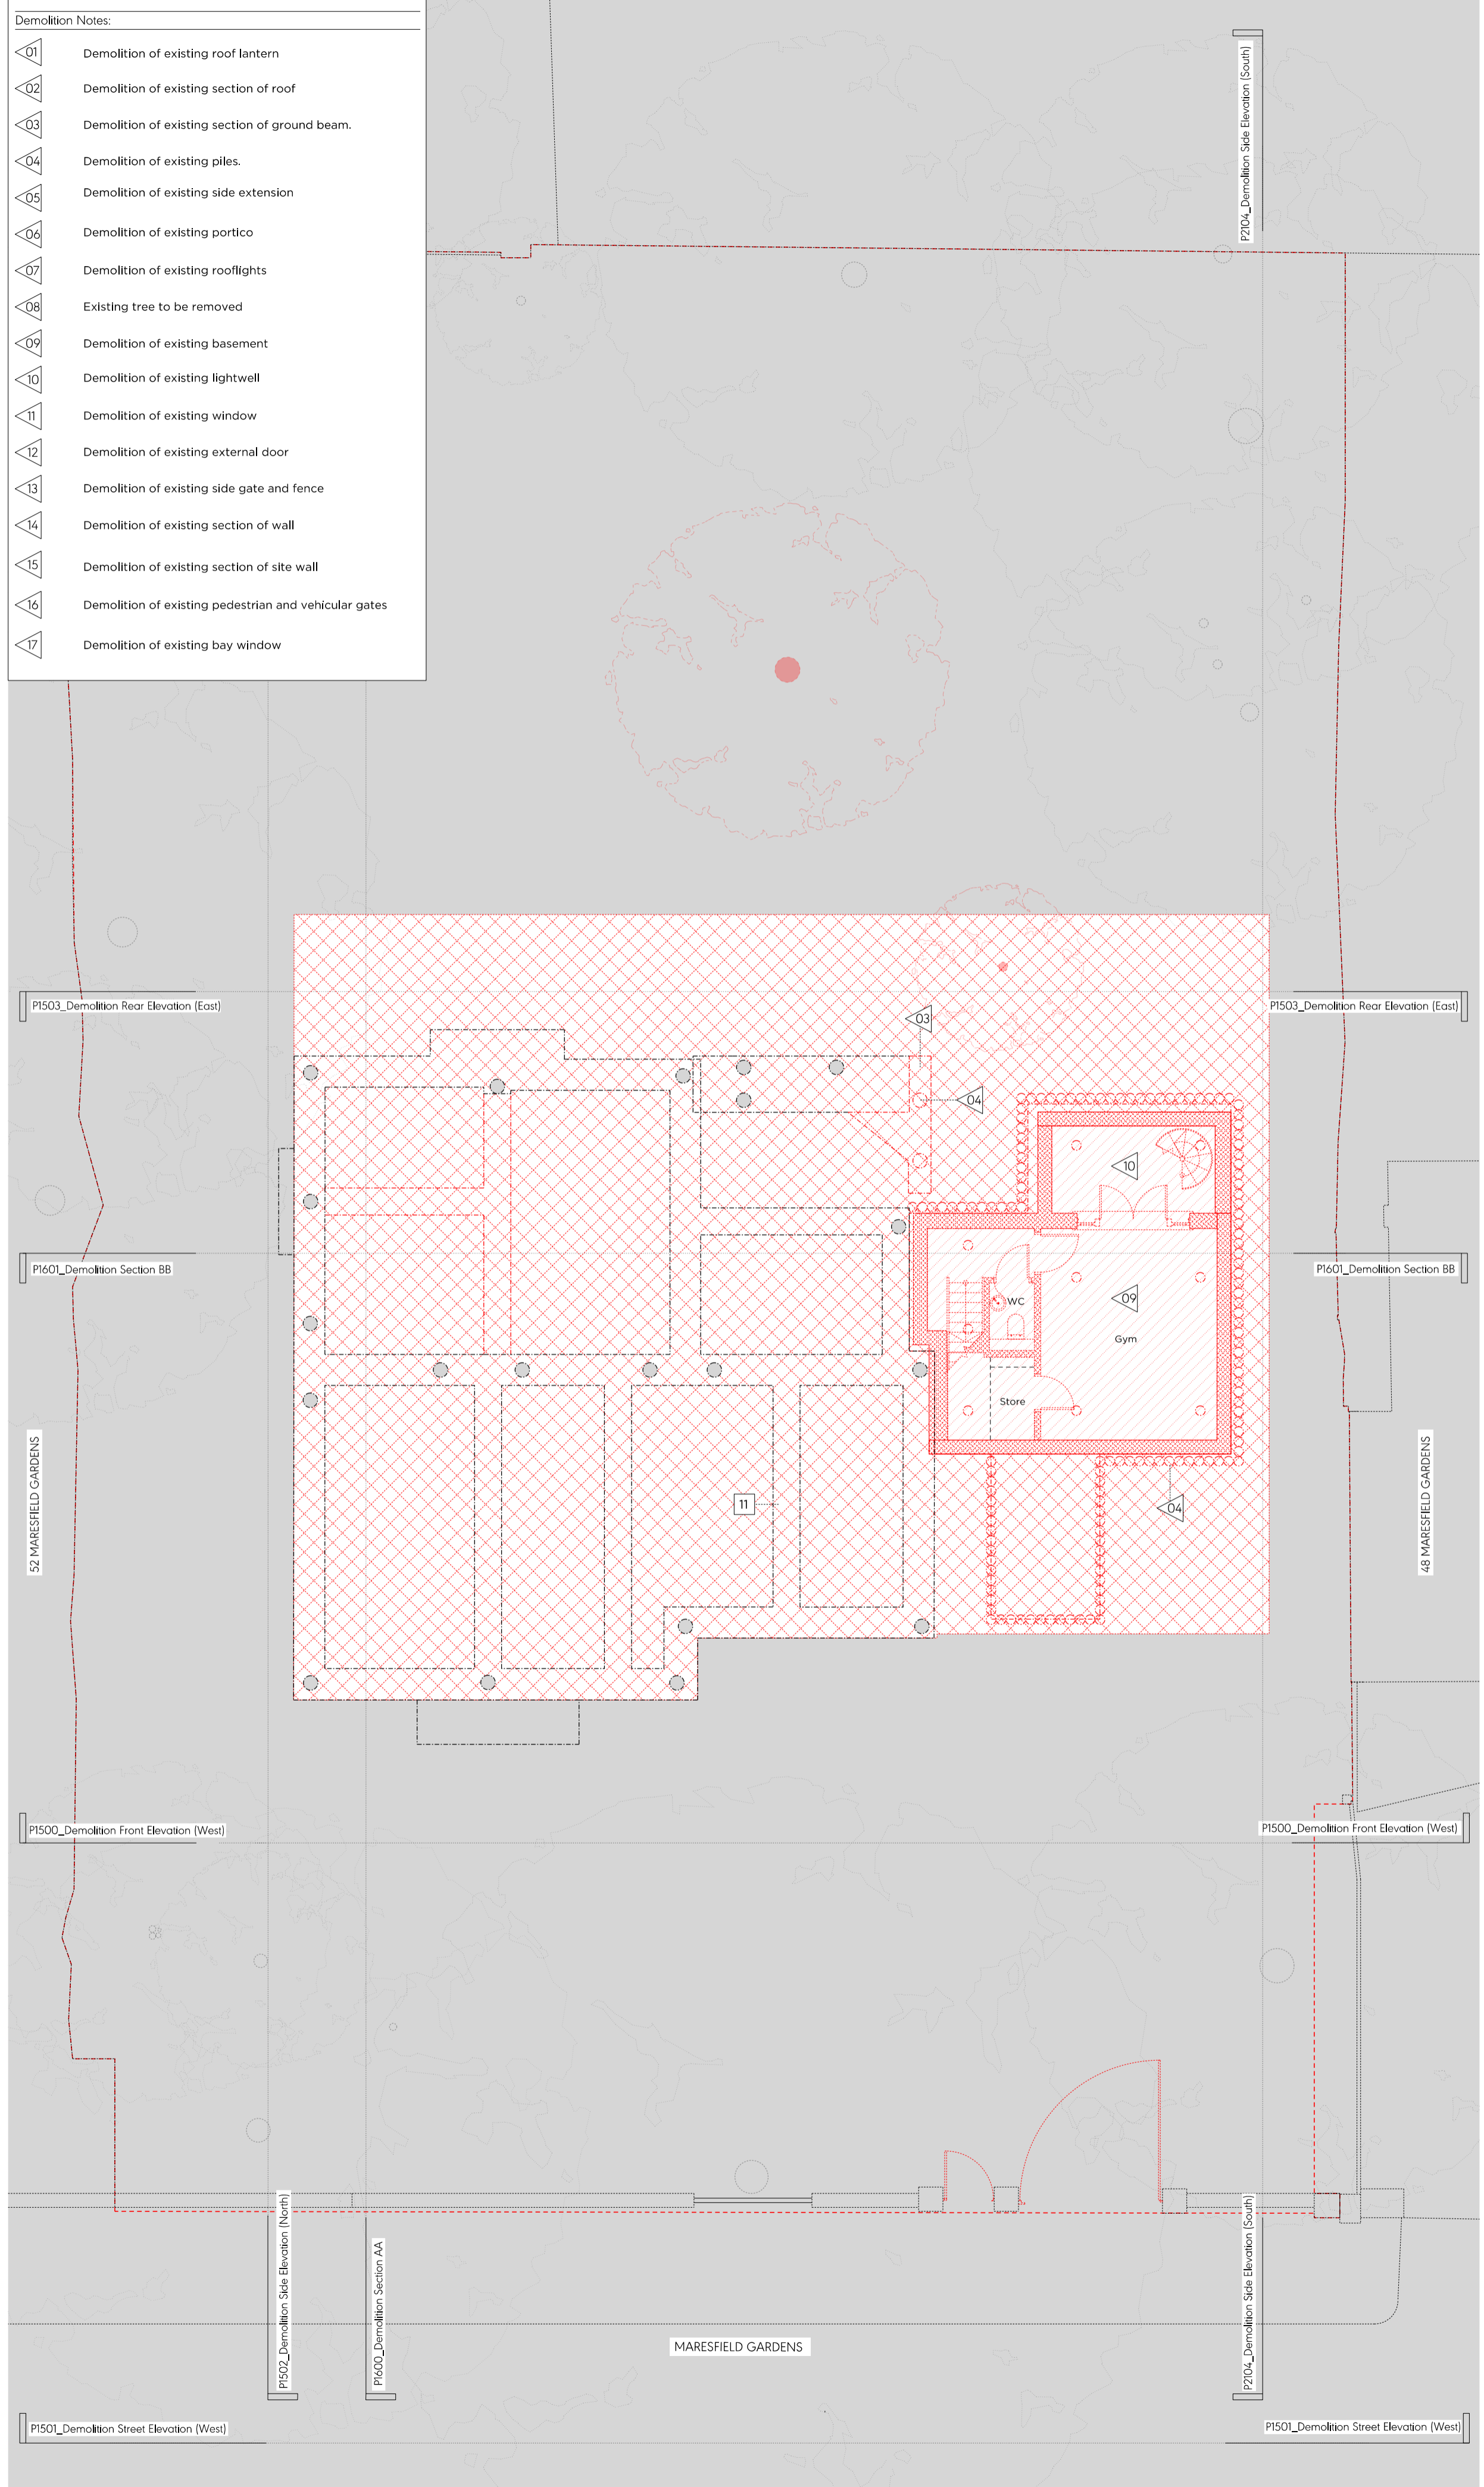 Demolition Notes:
01 Demolition of existing roof lantern
02 Demolition of existing section of roof
03 Demolition of existing section of ground beam.
04 Demolition of existing piles.
05 Demolition of existing side extension
06 Demolition of existing portico
07 Demolition of existing rooflights
08 Existing tree to be removed
09 Demolition of existing basement
10 Demolition of existing lightwell
11 Demolition of existing window
12 Demolition of existing external door
13 Demolition of existing side gate and fence
14 Demolition of existing section of wall
15 Demolition of existing section of site wall
16 Demolition of existing pedestrian and vehicular gates
17 Demolition of existing bay window
P2104_Demolition Side Elevation (South)
P1503_Demolition Rear Elevation (East)
P1503_Demolition Rear Elevation (East)
03
04
10
P1601_Demolition Section BB
P1601_Demolition Section BB
WC
09
Gym
Store
52 MARESFIELD GARDENS
48 MARESFIELD GARDENS
11
04
P1500_Demolition Front Elevation (West)
P1500_Demolition Front Elevation (West)
P1502_Demolition Side Elevation (North)
P1600_Demolition Section AA
P2104_Demolition Side Elevation (South)
MARESFIELD GARDENS
P1501_Demolition Street Elevation (West)
P1501_Demolition Street Elevation (West)